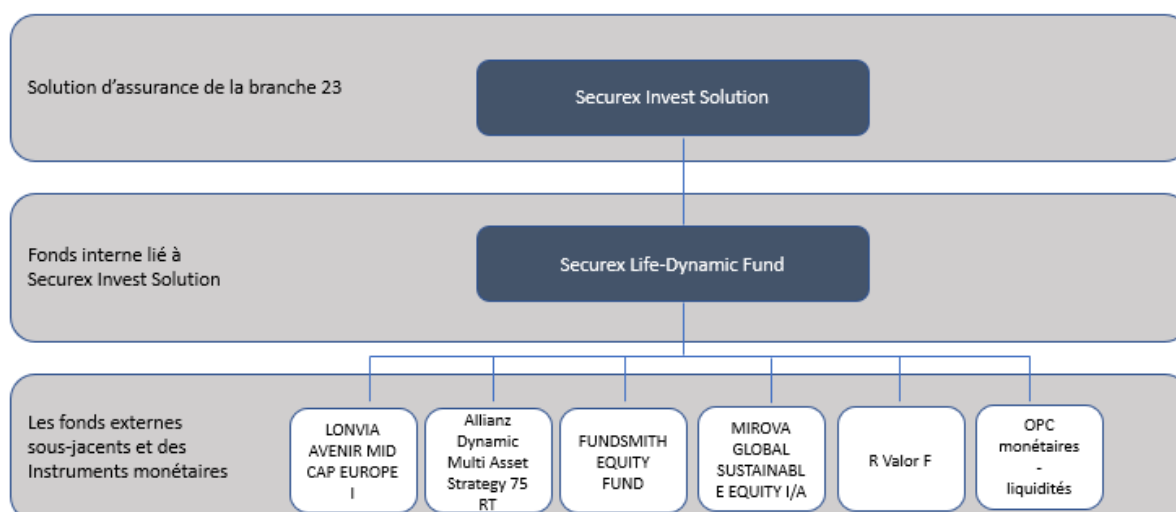 Solution d'assurance de la branche 23
Securex Invest Solution
Fonds interne lié à
Securex Invest Solution
Securex Life-Dynamic Fund
Les fonds externes
sous-jacents et des
Instruments monétaires
LONVIA
AVENIR MID
CAP EUROPE
I
Allianz
Dynamic
Multi Asset
Strategy 75
RT
FUNDSMITH
EQUITY
FUND
MIROVA
GLOBAL
SUSTAINABL
E EQUITY I/A
R Valor F
OPC
monétaires
-
liquidités